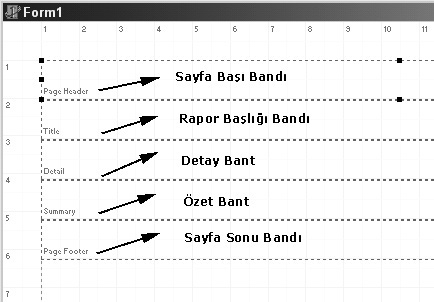 Form1
1 2 3 4 5 6 7 8 9 10 11
1
Page Header
Sayfa Başı Bandı
2
Title
Rapor Başlığı Bandı
3
Detail
Detay Bant
4
Summary
Özet Bant
5
Page Footer
Sayfa Sonu Bandı
6
7